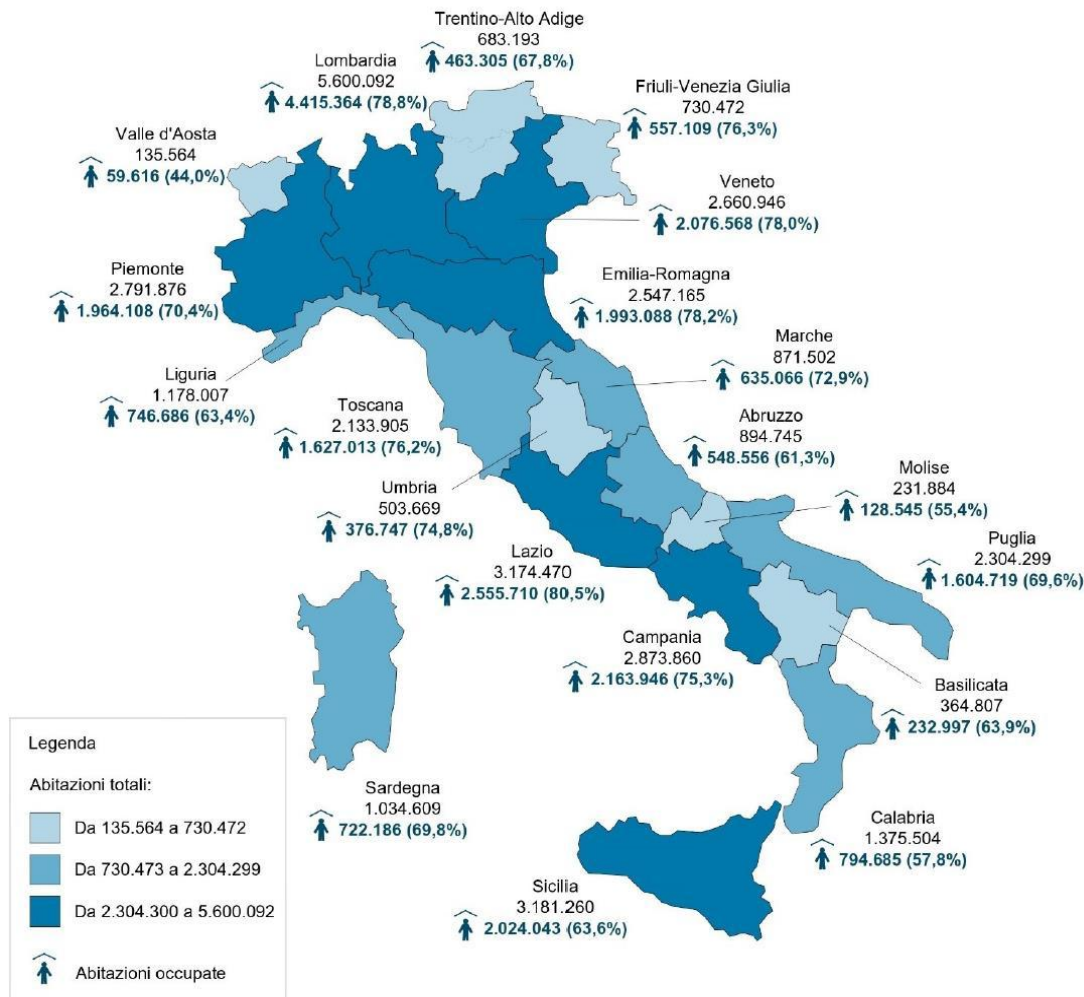 Trentino-Alto Adige
683.193
463.305 (67,8%)
Lombardia
5.600.092
4.415.364 (78,8%)
Friuli-Venezia Giulia
730.472
557.109 (76,3%)
Valle d'Aosta
135.564
59.616 (44,0%)
Veneto
2.660.946
2.076.568 (78,0%)
Piemonte
2.791.876
1.964.108 (70,4%)
Emilia-Romagna
2.547.165
1.993.088 (78,2%)
Marche
871.502
635.066 (72,9%)
Liguria
1.178.007
746.686 (63,4%)
Toscana
2.133.905
1.627.013 (76,2%)
Abruzzo
894.745
548.556 (61,3%)
Molise
231.884
128.545 (55,4%)
Umbria
503.669
376.747 (74,8%)
Puglia
2.304.299
1.604.719 (69,6%)
Lazio
3.174.470
2.555.710 (80,5%)
Campania
2.873.860
2.163.946 (75,3%)
Basilicata
364.807
232.997 (63,9%)
Sardegna
1.034.609
722.186 (69,8%)
Calabria
1.375.504
794.685 (57,8%)
Sicilia
3.181.260
2.024.043 (63,6%)
Legenda
Abitazioni totali:
Da 135.564 a 730.472
Da 730.473 a 2.304.299
Da 2.304.300 a 5.600.092
Abitazioni occupate